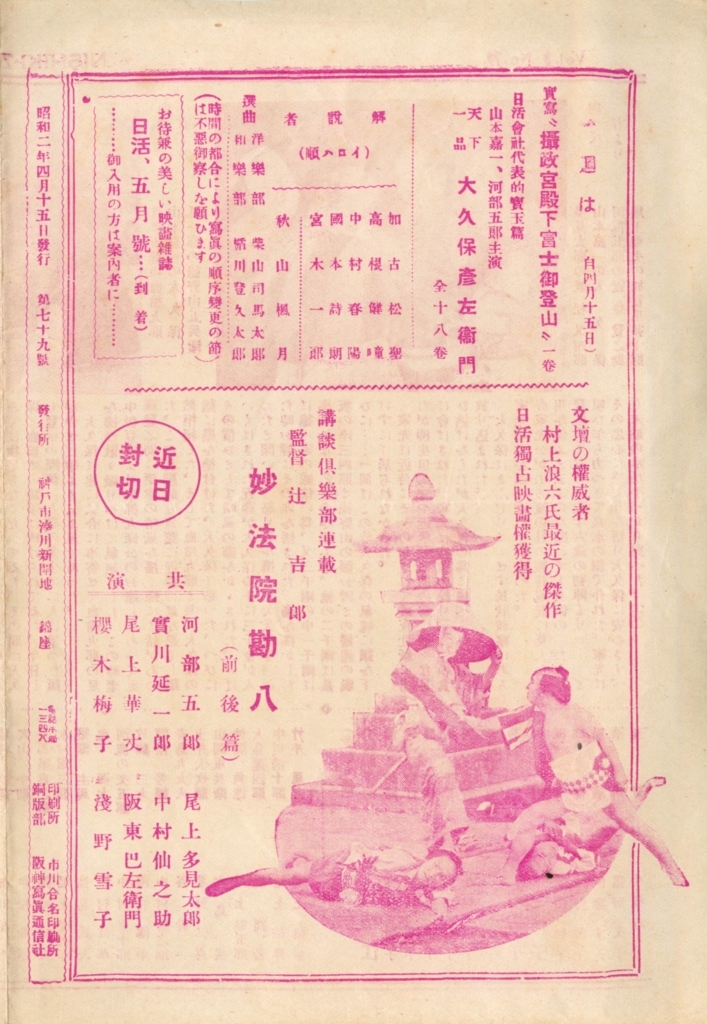 今週は 自四月十五日)
實寫〝攝政宮殿下富士御登山〟一卷
日活會社代表的寶玉篇
山本嘉一、河部五郎主演
天下一品 大久保彥左衞門 全十八卷
解說者
(イロハ順)
加古松聖
高根
中村春陽
國本詩朗
宮木一郎
秋山楓月
選曲
洋樂部 柴山司馬太郎
和樂部 川登久太郎
(時間の都合により寫眞の順序變更の節
は不惡御察しを願ひます)
お待兼の美しい映畵雜誌
日活、五月號…(到着)
………御入用の方は案內者に………
文壇の權威者
村上浪六氏最近の傑作
日活獨占映畵權獲得
講談俱樂部連載
監督 辻吉郎
妙法院勘八
(前後篇)
近日封切
共演
河部五郎 尾上多見太郎
實川延一郎 中村仙之助
尾上華丈 阪東巴左衞門
櫻木梅子 淺野雪子
昭和二年四月十五日發行 第七十九號 發行所 神戶市湊川新開地 錦座
印刷所 市川合名印刷所
銅版部 阪神寫眞通信社